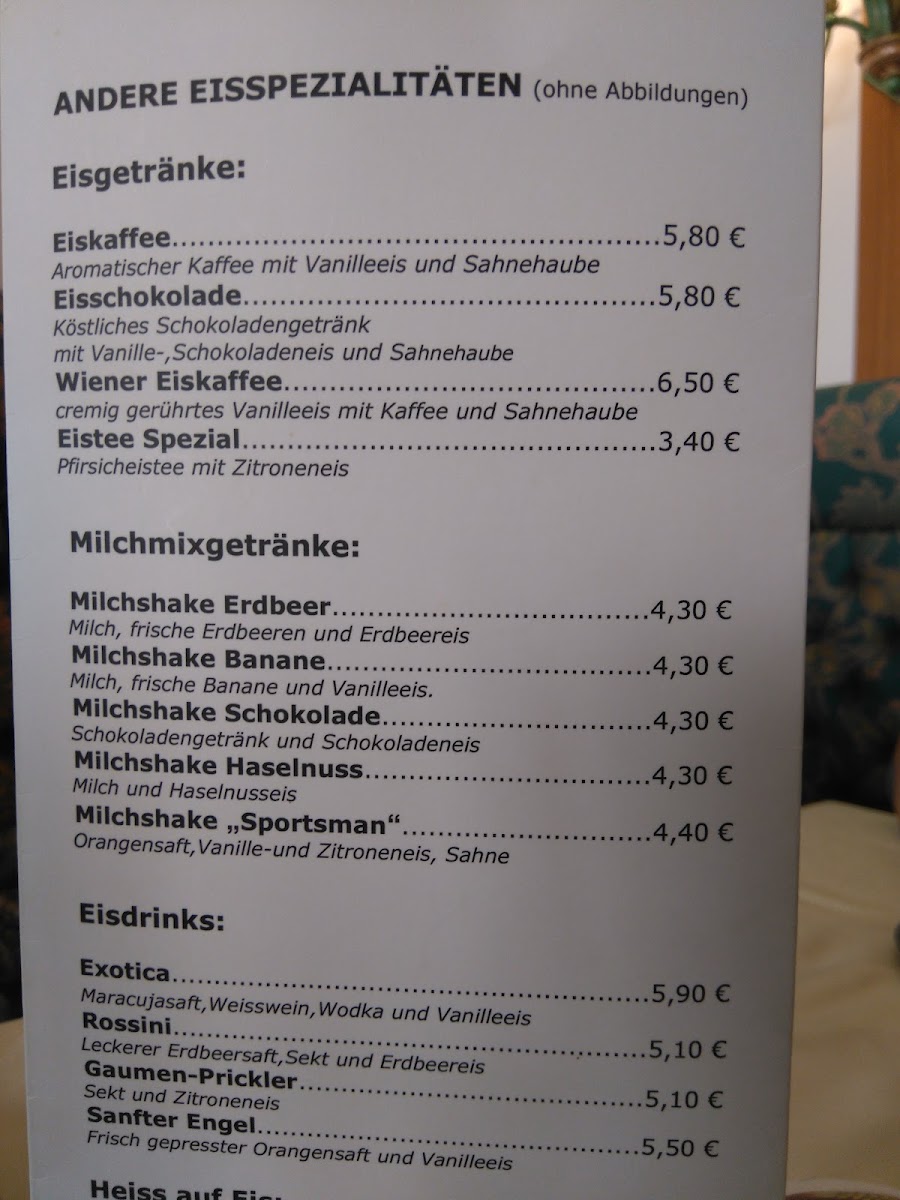 ANDERE EISSPEZIALITÄTEN (ohne Abbildungen)
Eisgetränke:
Eiskaffee......................................................5,80 €
Aromatischer Kaffee mit Vanilleeis und Sahnehaube
Eisschokolade..............................................5,80 €
Köstliches Schokoladengetränk
mit Vanille-,Schokoladeneis und Sahnehaube
Wiener Eiskaffee.........................................6,50 €
cremig gerührtes Vanilleeis mit Kaffee und Sahnehaube
Eistee Spezial..............................................3,40 €
Pfirsicheistee mit Zitroneneis
Milchmixgetränke:
Milchshake Erdbeer...................................4,30 €
Milch, frische Erdbeeren und Erdbeereis
Milchshake Banane....................................4,30 €
Milch, frische Banane und Vanilleeis.
Milchshake Schokolade..............................4,30 €
Schokoladengetränk und Schokoladeneis
Milchshake Haselnuss................................4,30 €
Milch und Haselnusseis
Milchshake „Sportsman“............................4,40 €
Orangensaft,Vanille-und Zitroneneis, Sahne
Eisdrinks:
Exotica.....................................................5,90 €
Maracujasaft,Weisswein,Wodka und Vanilleeis
Rossini.....................................................5,10 €
Leckerer Erdbeersaft,Sekt und Erdbeereis
Gaumen-Prickler......................................5,10 €
Sekt und Zitroneneis
Sanfter Engel...........................................5,50 €
Frisch gepresster Orangensaft und Vanilleeis
Heiss auf Eis: